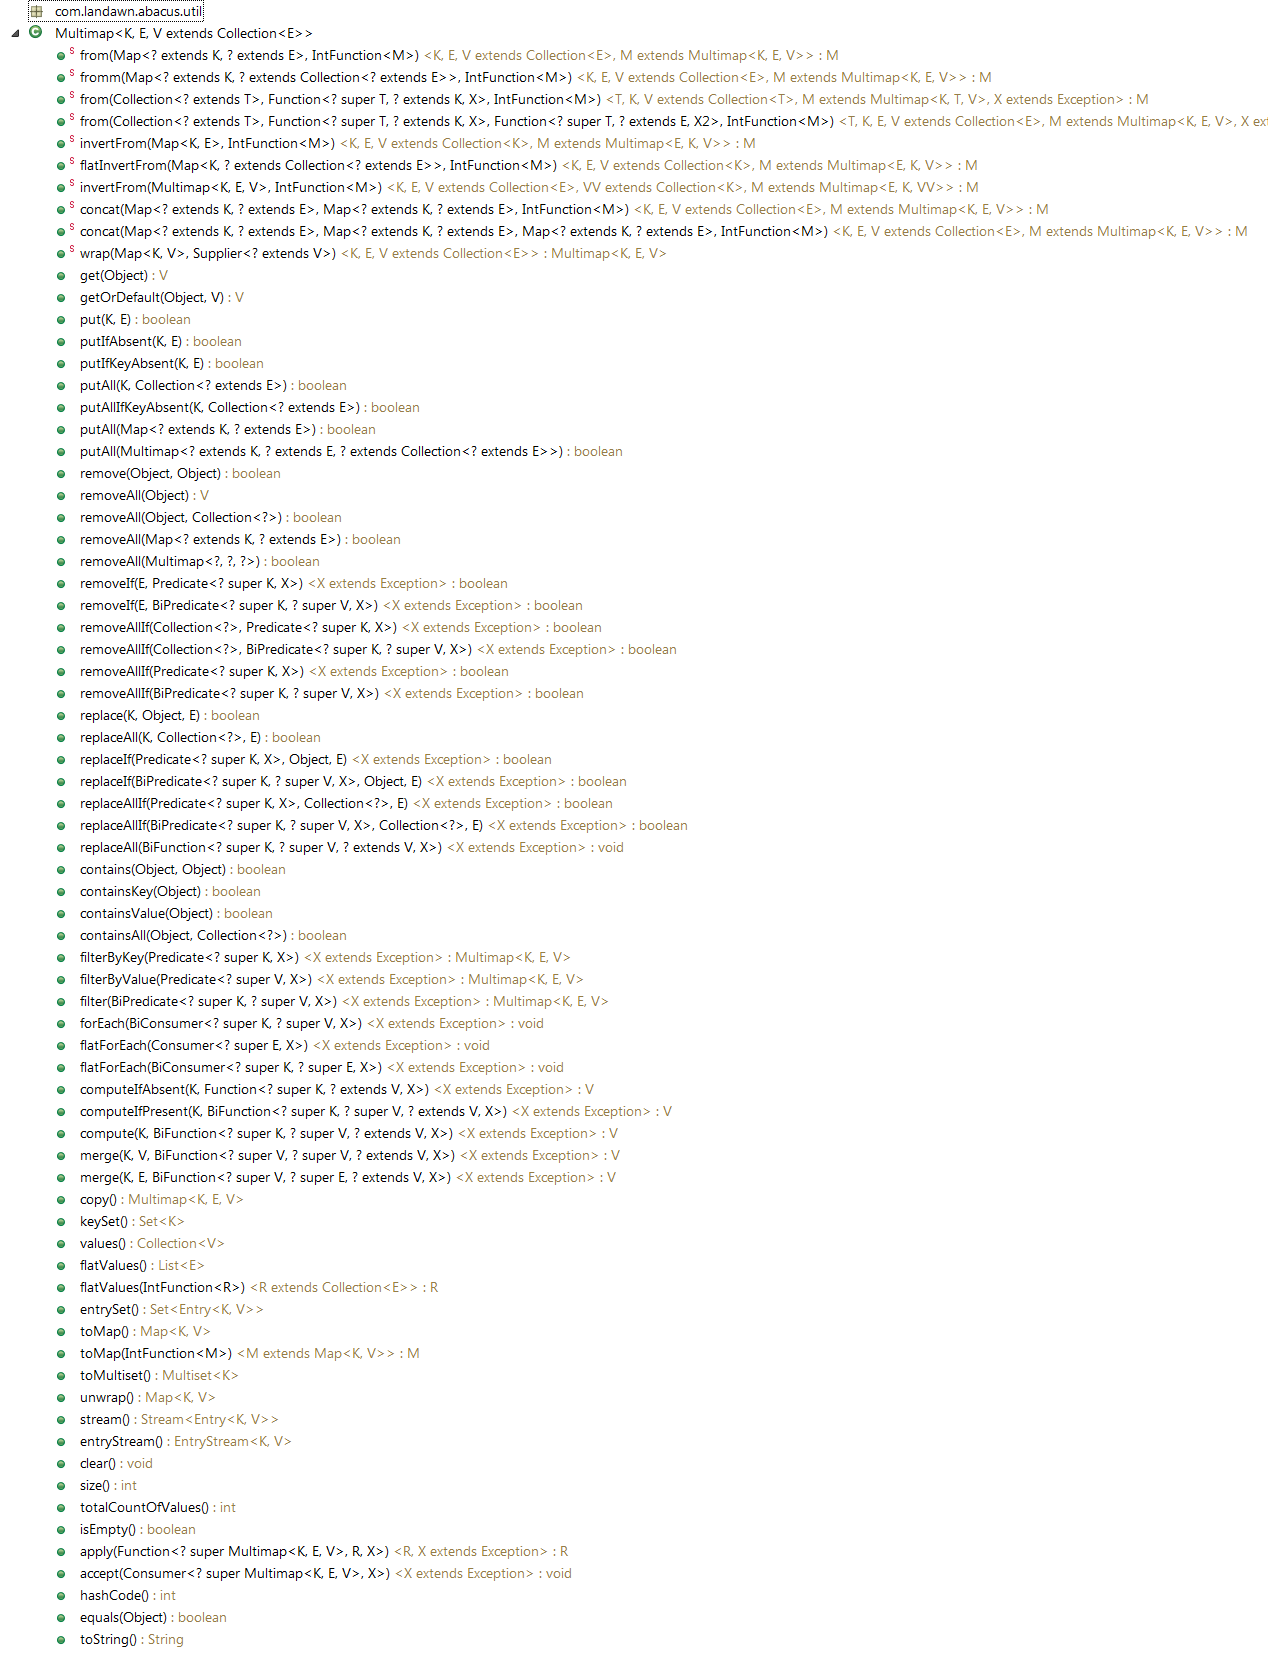 com.landawn.abacus.util
Multimap<K, E, V extends Collection<E>>
from(Map<? extends K, ? extends E>, IntFunction<M>) <K, E, V extends Collection<E>, M extends Multimap<K, E, V>> : M
fromm(Map<? extends K, ? extends Collection<? extends E>>, IntFunction<M>) <K, E, V extends Collection<E>, M extends Multimap<K, E, V>> : M
from(Collection<? extends T>, Function<? super T, ? extends K, X>, IntFunction<M>) <T, K, V extends Collection<T>, M extends Multimap<K, T, V>, X extends Exception> : M
from(Collection<? extends T>, Function<? super T, ? extends K, X>, Function<? super T, ? extends E, X2>, IntFunction<M>) <T, K, E, V extends Collection<E>, M extends Multimap<K, E, V>, X ext
invertFrom(Map<K, E>, IntFunction<M>) <K, E, V extends Collection<K>, M extends Multimap<E, K, V>> : M
flatInvertFrom(Map<K, ? extends Collection<? extends E>>, IntFunction<M>) <K, E, V extends Collection<K>, M extends Multimap<E, K, V>> : M
invertFrom(Multimap<K, E, V>, IntFunction<M>) <K, E, V extends Collection<E>, VV extends Collection<K>, M extends Multimap<E, K, VV>> : M
concat(Map<? extends K, ? extends E>, Map<? extends K, ? extends E>, IntFunction<M>) <K, E, V extends Collection<E>, M extends Multimap<K, E, V>> : M
concat(Map<? extends K, ? extends E>, Map<? extends K, ? extends E>, Map<? extends K, ? extends E>, IntFunction<M>) <K, E, V extends Collection<E>, M extends Multimap<K, E, V>> : M
wrap(Map<K, V>, Supplier<? extends V>) <K, E, V extends Collection<E>> : Multimap<K, E, V>
get(Object) : V
getOrDefault(Object, V) : V
put(K, E) : boolean
putIfAbsent(K, E) : boolean
putIfKeyAbsent(K, E) : boolean
putAll(K, Collection<? extends E>) : boolean
putAllIfKeyAbsent(K, Collection<? extends E>) : boolean
putAll(Map<? extends K, ? extends E>) : boolean
putAll(Multimap<? extends K, ? extends E, ? extends Collection<? extends E>>) : boolean
remove(Object, Object) : boolean
removeAll(Object) : V
removeAll(Object, Collection<?>) : boolean
removeAll(Map<? extends K, ? extends E>) : boolean
removeAll(Multimap<?, ?, ?>) : boolean
removeIf(E, Predicate<? super K, X>) <X extends Exception> : boolean
removeIf(E, BiPredicate<? super K, ? super V, X>) <X extends Exception> : boolean
removeAllIf(Collection<?>, Predicate<? super K, X>) <X extends Exception> : boolean
removeAllIf(Collection<?>, BiPredicate<? super K, ? super V, X>) <X extends Exception> : boolean
removeAllIf(Predicate<? super K, X>) <X extends Exception> : boolean
removeAllIf(BiPredicate<? super K, ? super V, X>) <X extends Exception> : boolean
replace(K, Object, E) : boolean
replaceAll(K, Collection<?>, E) : boolean
replaceIf(Predicate<? super K, X>, Object, E) <X extends Exception> : boolean
replaceIf(BiPredicate<? super K, ? super V, X>, Object, E) <X extends Exception> : boolean
replaceAllIf(Predicate<? super K, X>, Collection<?>, E) <X extends Exception> : boolean
replaceAllIf(BiPredicate<? super K, ? super V, X>, Collection<?>, E) <X extends Exception> : boolean
replaceAll(BiFunction<? super K, ? super V, ? extends V, X>) <X extends Exception> : void
contains(Object, Object) : boolean
containsKey(Object) : boolean
containsValue(Object) : boolean
containsAll(Object, Collection<?>) : boolean
filterByKey(Predicate<? super K, X>) <X extends Exception> : Multimap<K, E, V>
filterByValue(Predicate<? super V, X>) <X extends Exception> : Multimap<K, E, V>
filter(BiPredicate<? super K, ? super V, X>) <X extends Exception> : Multimap<K, E, V>
forEach(BiConsumer<? super K, ? super V, X>) <X extends Exception> : void
flatForEach(Consumer<? super E, X>) <X extends Exception> : void
flatForEach(BiConsumer<? super K, ? super E, X>) <X extends Exception> : void
computeIfAbsent(K, Function<? super K, ? extends V, X>) <X extends Exception> : V
computeIfPresent(K, BiFunction<? super K, ? super V, ? extends V, X>) <X extends Exception> : V
compute(K, BiFunction<? super K, ? super V, ? extends V, X>) <X extends Exception> : V
merge(K, V, BiFunction<? super V, ? super V, ? extends V, X>) <X extends Exception> : V
merge(K, E, BiFunction<? super V, ? super E, ? extends V, X>) <X extends Exception> : V
copy() : Multimap<K, E, V>
keySet() : Set<K>
values() : Collection<V>
flatValues() : List<E>
flatValues(IntFunction<R>) <R extends Collection<E>> : R
entrySet() : Set<Entry<K, V>>
toMap() : Map<K, V>
toMap(IntFunction<M>) <M extends Map<K, V>> : M
toMultiset() : Multiset<K>
unwrap() : Map<K, V>
stream() : Stream<Entry<K, V>>
entryStream() : EntryStream<K, V>
clear() : void
size() : int
totalCountOfValues() : int
isEmpty() : boolean
apply(Function<? super Multimap<K, E, V>, R, X>) <R, X extends Exception> : R
accept(Consumer<? super Multimap<K, E, V>, X>) <X extends Exception> : void
hashCode() : int
equals(Object) : boolean
toString() : String